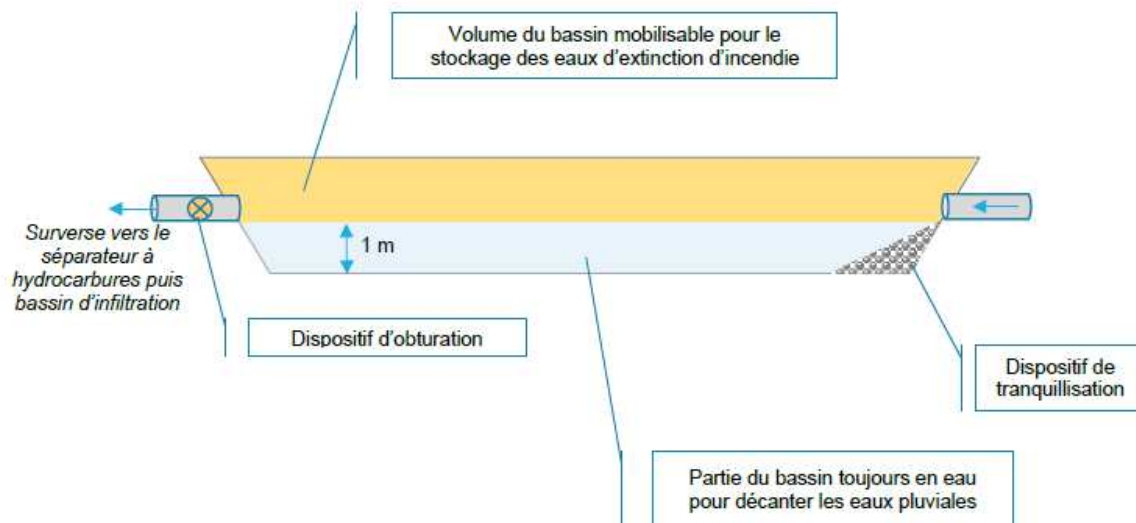 Volume du bassin mobilisable pour le
stockage des eaux d'extinction d'incendie
Surverse vers le
séparateur à
hydrocarbures puis
bassin d'infiltration
1 m
Dispositif d'obturation
Dispositif de
tranquillisation
Partie du bassin toujours en eau
pour décanter les eaux pluviales